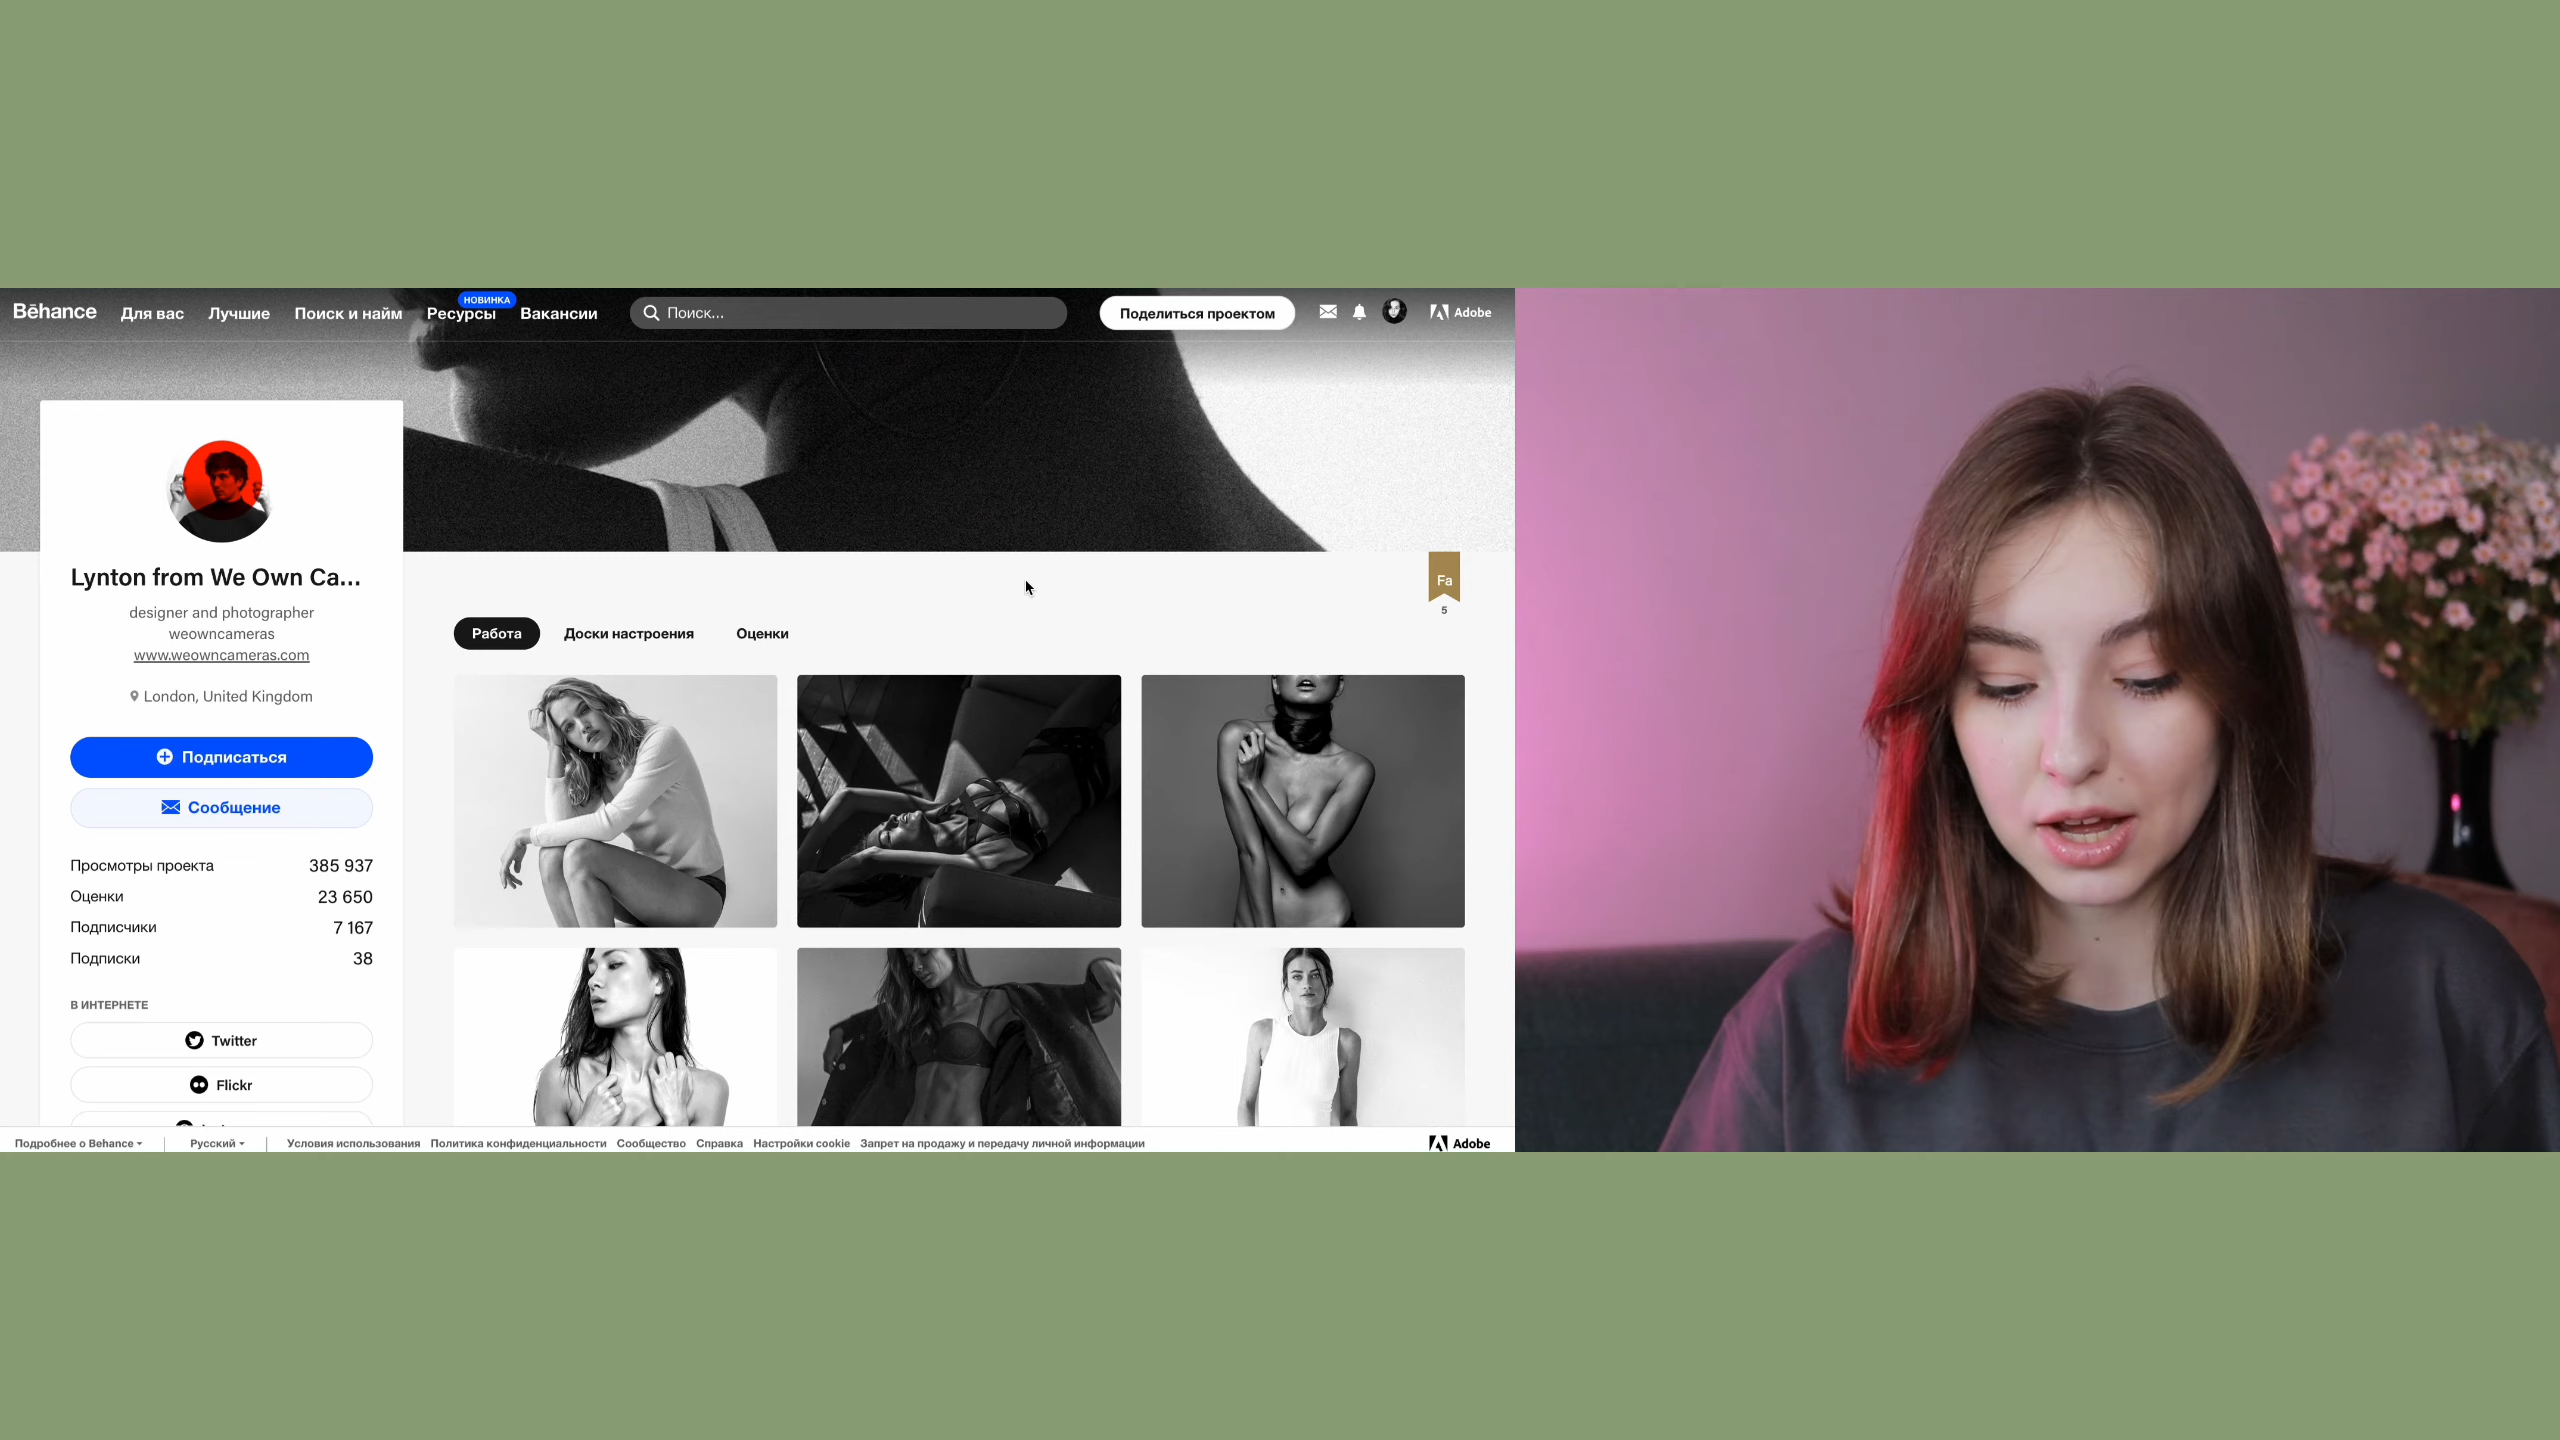 Bēhance
Для вас
Лучшие
Поиск и найм
НОВИНКА
Ресурсы
Вакансии
Поиск...
Поделиться проектом
Adobe
Lynton from We Own Ca...
designer and photographer
weowncameras
www.weowncameras.com
London, United Kingdom
Подписаться
Сообщение
Просмотры проекта 385 937
Оценки 23 650
Подписчики 7 167
Подписки 38
В ИНТЕРНЕТЕ
Twitter
Flickr
Fa
5
Работа
Доски настроения
Оценки
Подробнее о Behance
Русский
Условия использования
Политика конфиденциальности
Сообщество
Справка
Настройки cookie
Запрет на продажу и передачу личной информации
Adobe